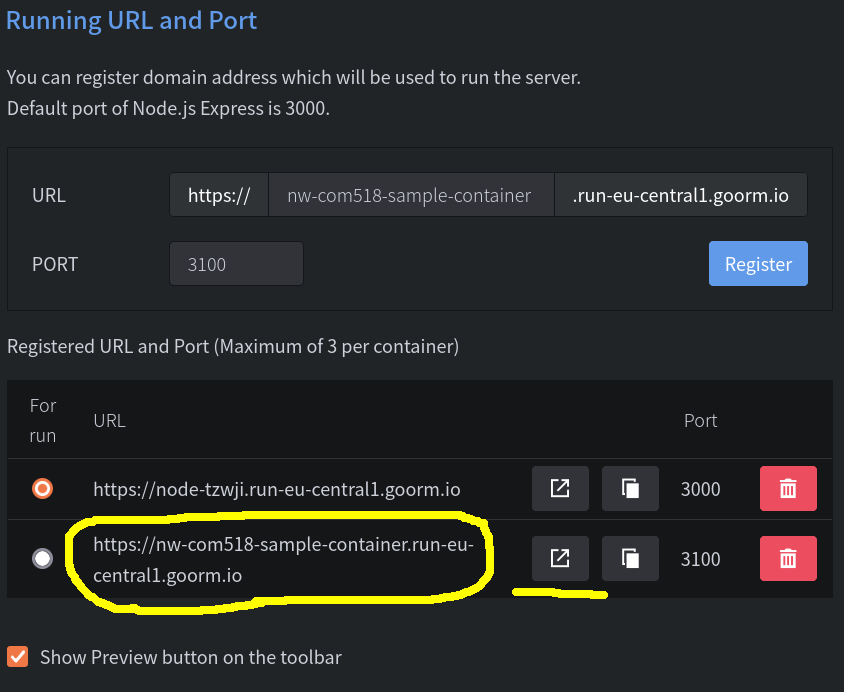 Running URL and Port
You can register domain address which will be used to run the server.
Default port of Node.js Express is 3000.
URL https:// nw-com518-sample-container .run-eu-central1.goorm.io
PORT 3100 Register
Registered URL and Port (Maximum of 3 per container)
For run URL Port
https://node-tzwji.run-eu-central1.goorm.io 3000
https://nw-com518-sample-container.run-eu-
central1.goorm.io 3100
Show Preview button on the toolbar